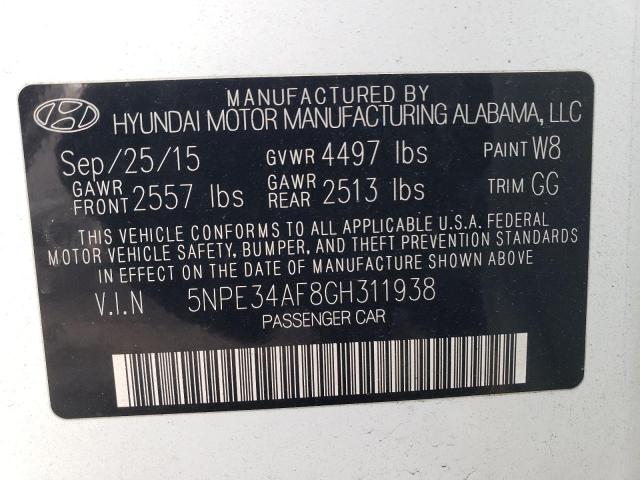 MANUFACTURED BY
HYUNDAI MOTOR MANUFACTURING ALABAMA, LLC
Sep/25/15 GVWR 4497 lbs PAINT W8
GAWR FRONT 2557 lbs GAWR REAR 2513 lbs TRIM GG
THIS VEHICLE CONFORMS TO ALL APPLICABLE U.S.A. FEDERAL
MOTOR VEHICLE SAFETY, BUMPER, AND THEFT PREVENTION STANDARDS
IN EFFECT ON THE DATE OF MANUFACTURE SHOWN ABOVE.
V.I.N 5NPE34AF8GH311938
PASSENGER CAR